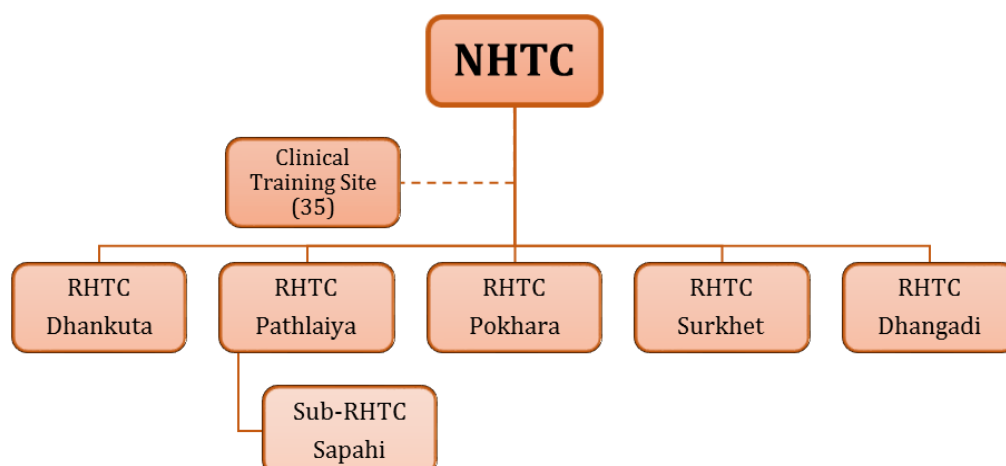 NHTC
Clinical
Training Site
(35)
RHTC
Dhankuta
RHTC
Pathlaiya
RHTC
Pokhara
RHTC
Surkhet
RHTC
Dhangadi
Sub-RHTC
Sapahi